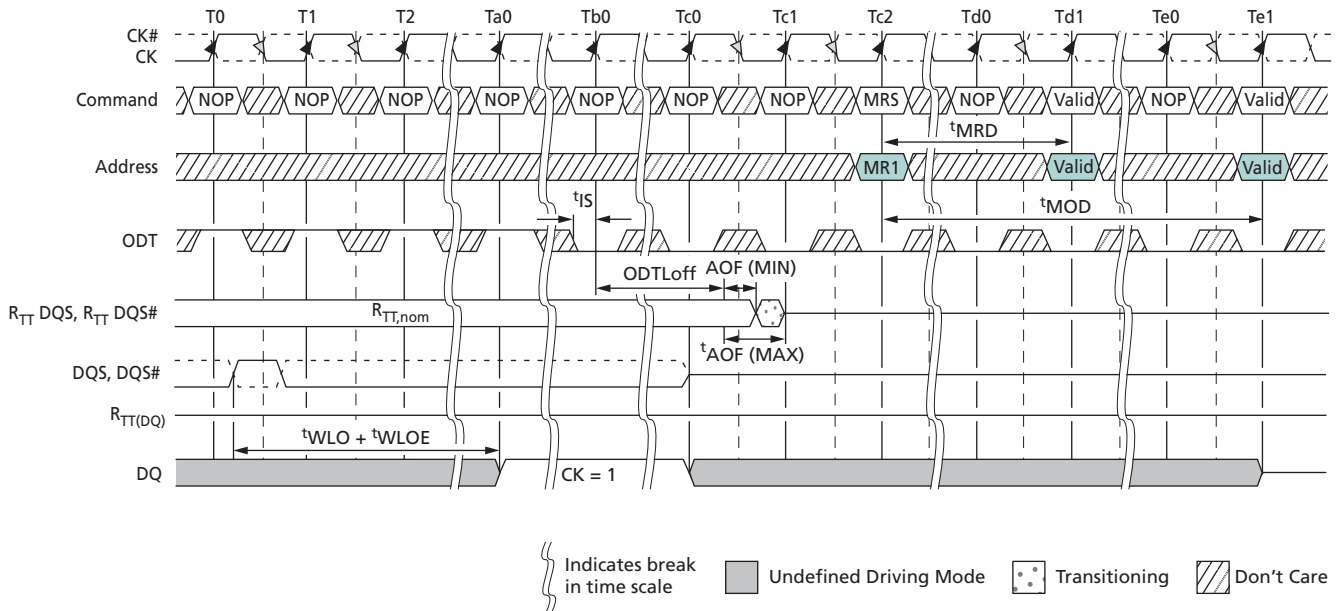 T0 T1 T2 Ta0 Tb0 Tc0 Tc1 Tc2 Td0 Td1 Te0 Te1
CK#
CK
Command NOP NOP NOP NOP NOP NOP NOP MRS NOP Valid NOP Valid
tMRD
Address MR1 Valid Valid
tIS
tMOD
ODT
ODTLoff AOF (MIN)
RTT DQS, RTT DQS# RTT,nom
tAOF (MAX)
DQS, DQS#
RTT(DQ)
tWLO + tWLOE
DQ CK = 1
Indicates break
in time scale
Undefined Driving Mode Transitioning Don't Care